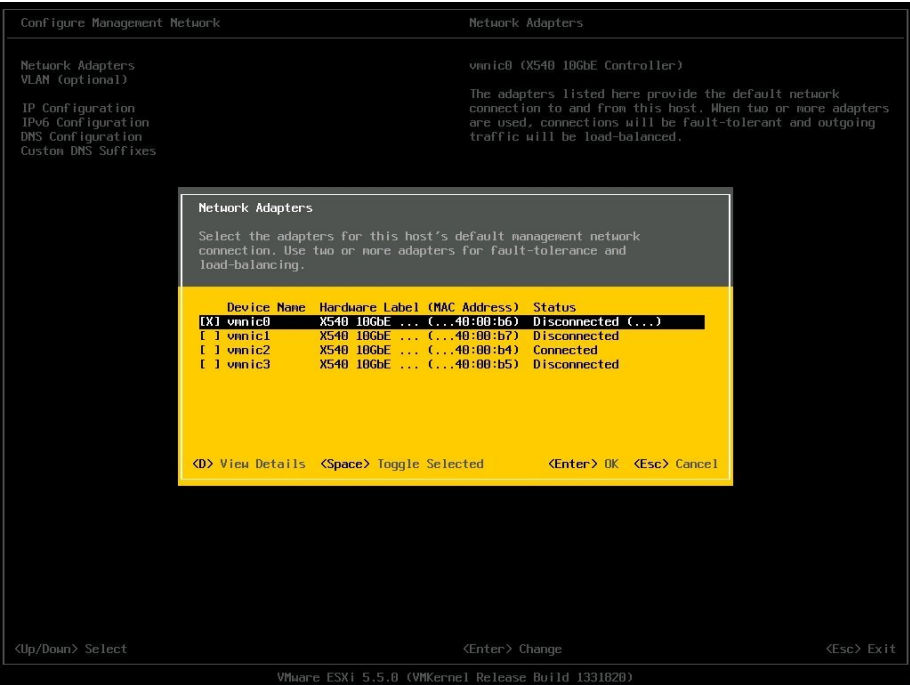 Configure Management Network
Network Adapters
Network Adapters
VLAN (optional)
IP Configuration
IPv6 Configuration
DNS Configuration
Custom DNS Suffixes
vmnic0 (X540 10GbE Controller)
The adapters listed here provide the default network
connection to and from this host. When two or more adapters
are used, connections will be fault-tolerant and outgoing
traffic will be load-balanced.
Network Adapters
Select the adapters for this host's default management network
connection. Use two or more adapters for fault-tolerance and
load-balancing.
Device Name Hardware Label (MAC Address) Status
[X] vmnic0 X540 10GbE ... (...40:00:b6) Disconnected (...)
[ ] vmnic1 X540 10GbE ... (...40:00:b7) Disconnected
[ ] vmnic2 X540 10GbE ... (...40:00:b4) Connected
[ ] vmnic3 X540 10GbE ... (...40:00:b5) Disconnected
<D> View Details <Space> Toggle Selected <Enter> OK <Esc> Cancel
<Up/Down> Select <Enter> Change <Esc> Exit
VMware ESXi 5.5.0 (VMKernel Release Build 1331820)